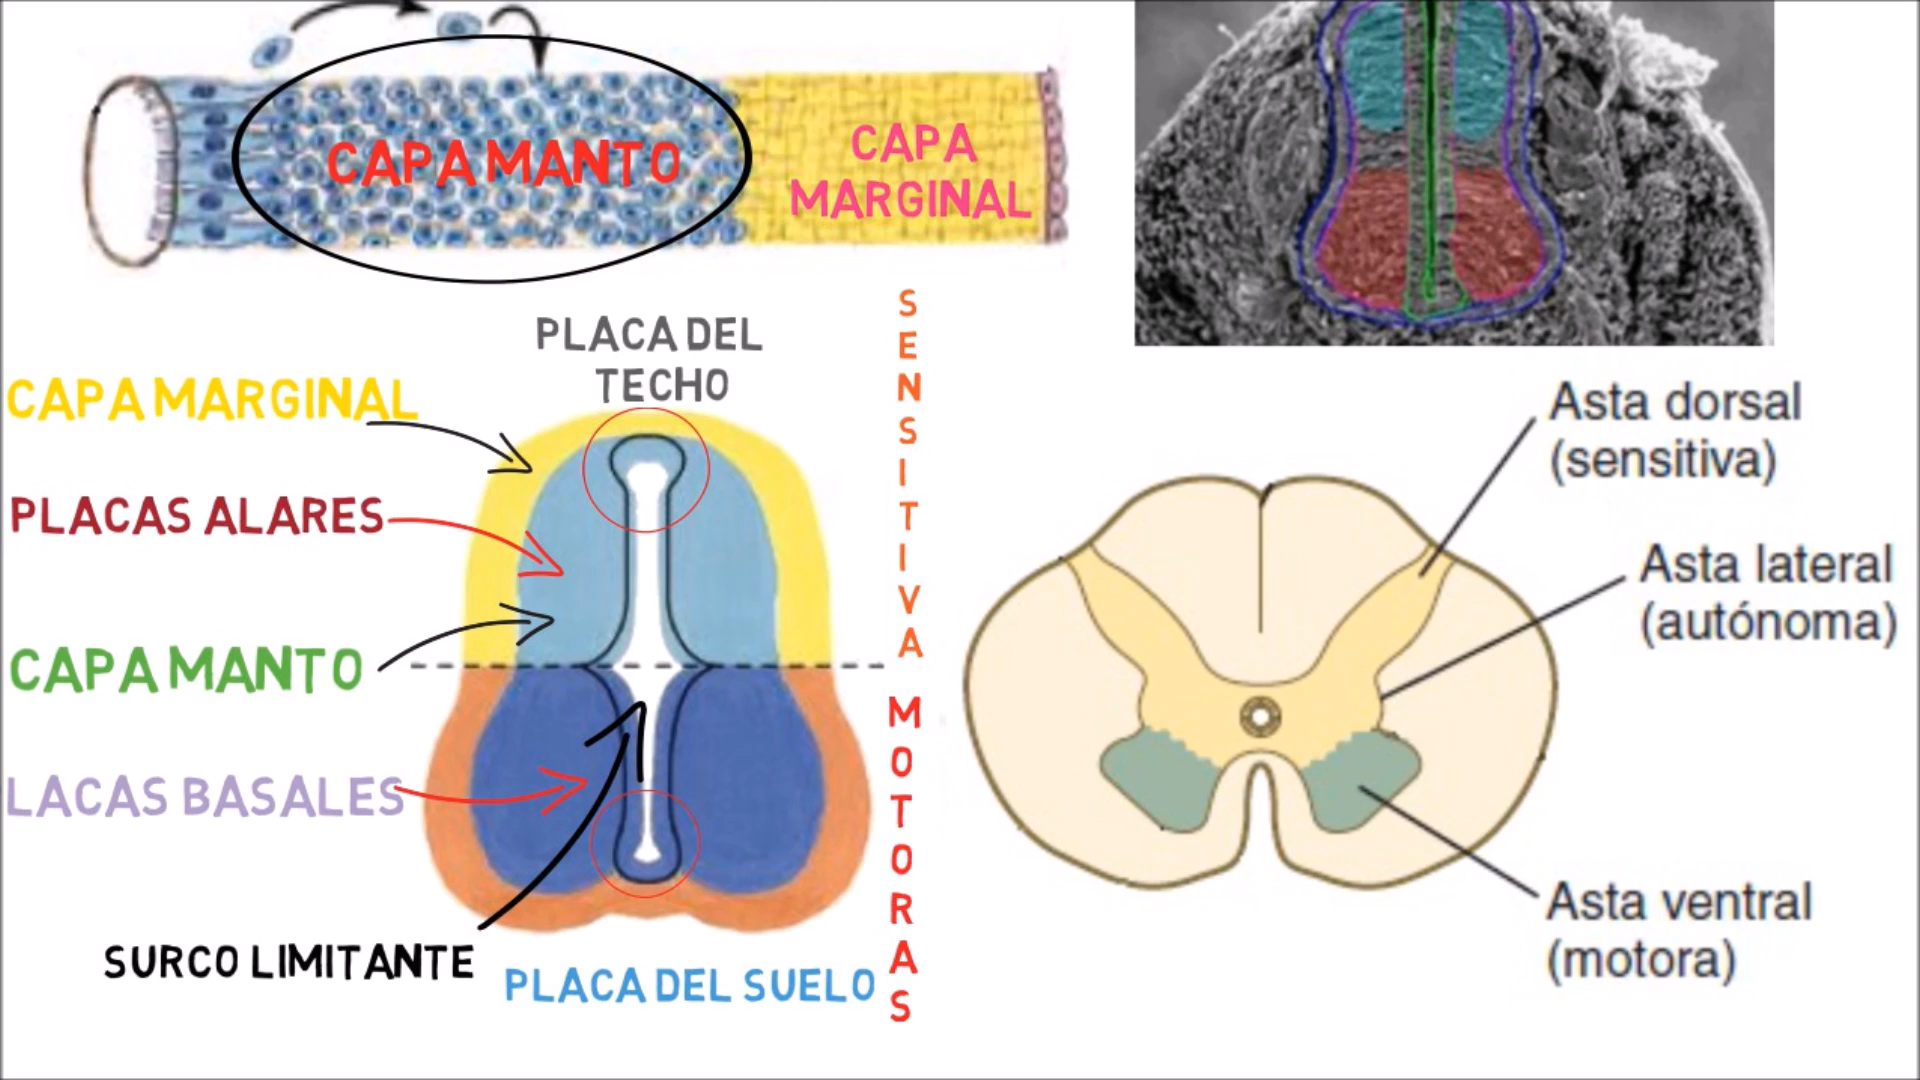 CAPA MANTO
CAPA
MARGINAL
PLACA DEL
TECHO
CAPA MARGINAL
PLACAS ALARES
CAPA MANTO
LACAS BASALES
SURCO LIMITANTE
PLACA DEL SUELO
SENSITIVA
MOTORAS
Asta dorsal
(sensitiva)
Asta lateral
(autónoma)
Asta ventral
(motora)